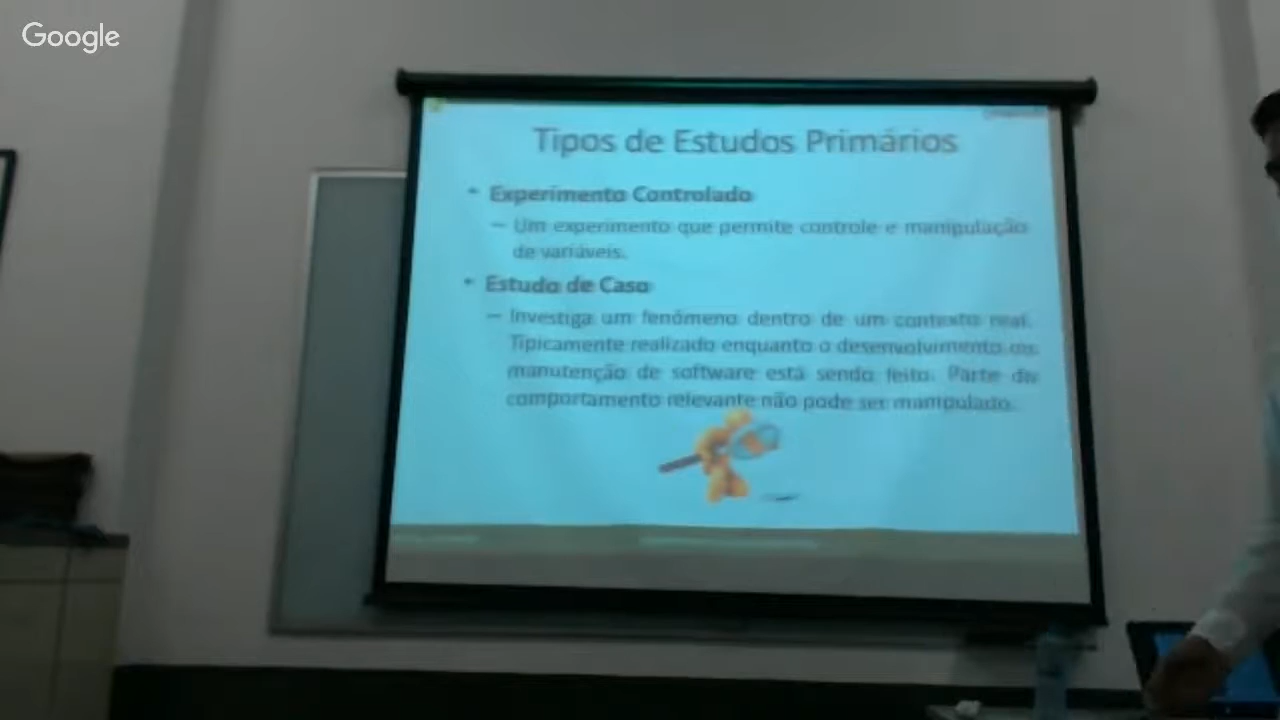 Google
Tipos de Estudos Primários
• Experimento Controlado
– Um experimento que permite controle e manipulação
de variáveis.
• Estudo de Caso
– Investiga um fenômeno dentro de um contexto real.
Tipicamente realizado enquanto o desenvolvimento ou
manutenção de software está sendo feito. Parte do
comportamento relevante não pode ser manipulado.